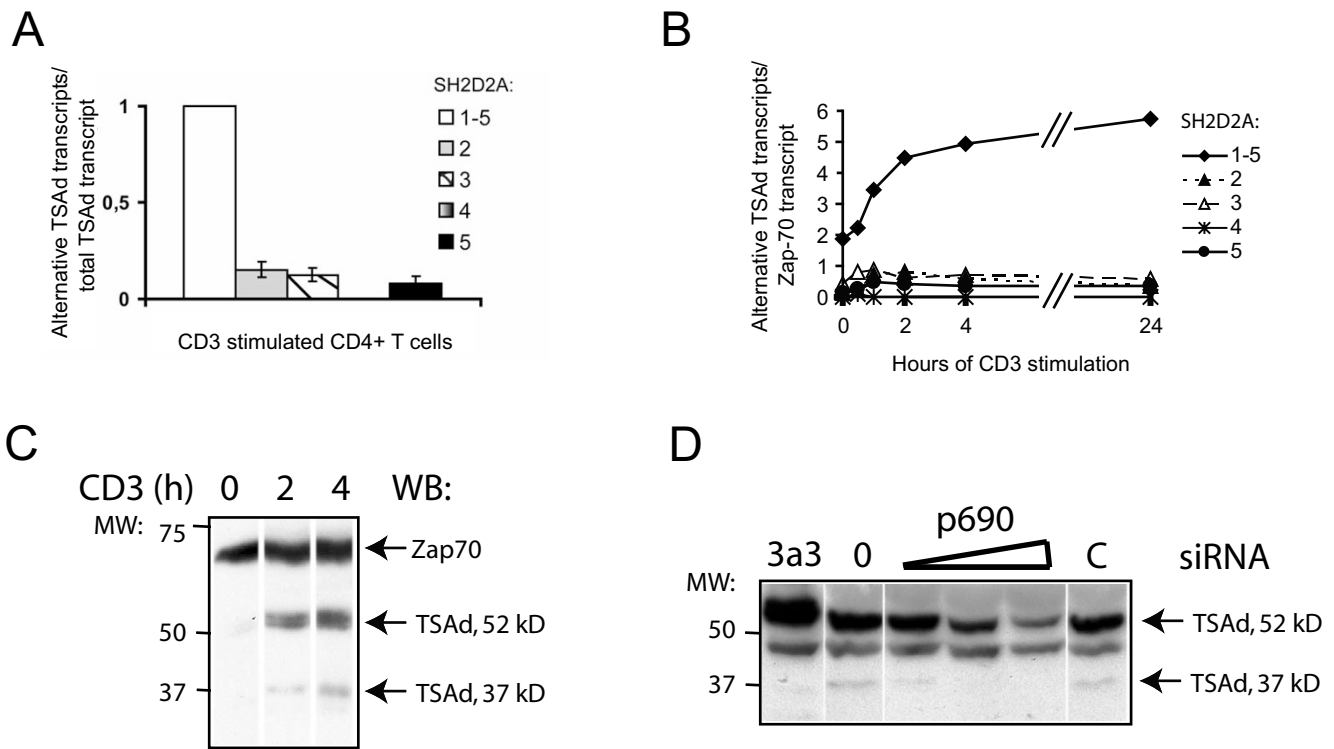 A
Alternative TSAd transcripts/
total TSAd transcript
1
0,5
0
SH2D2A:
1-5
2
3
4
5
CD3 stimulated CD4+ T cells
B
Alternative TSAd transcripts/
Zap-70 transcript
6
5
4
3
2
1
0
0 2 4 24
Hours of CD3 stimulation
SH2D2A:
1-5
2
3
4
5
C
CD3 (h) 0 2 4 WB:
MW: 75
50
37
Zap70
TSAd, 52 kD
TSAd, 37 kD
D
p690
3a3 0 C siRNA
MW:
50
37
TSAd, 52 kD
TSAd, 37 kD